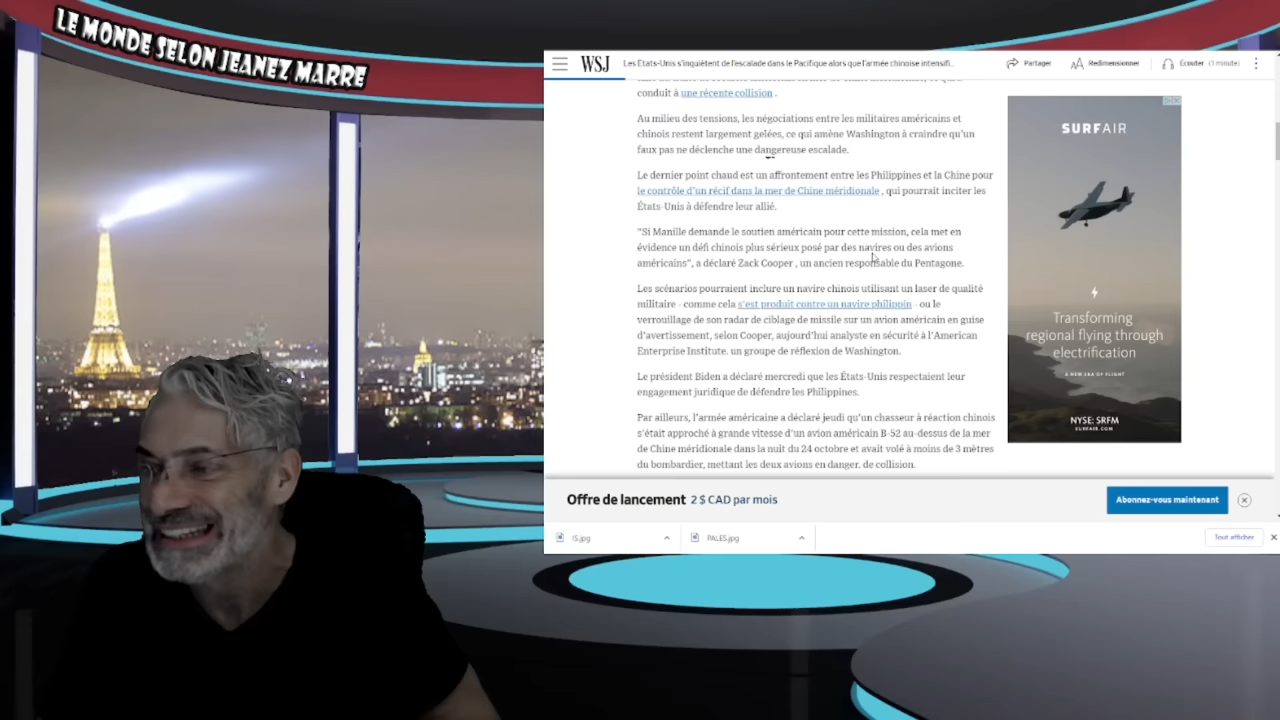 LE MONDE SELON JEANEZ MARRE
WSJ
Les États-Unis s'inquiètent de l'escalade dans le Pacifique alors que l'armée chinoise intensifi...
Partager
Redimensionner
Écouter (1 minute)
conduit à une récente collision .
Au milieu des tensions, les négociations entre les militaires américains et
chinois restent largement gelées, ce qui amène Washington à craindre qu'un
faux pas ne déclenche une dangereuse escalade.
Le dernier point chaud est un affrontement entre les Philippines et la Chine pour
le contrôle d'un récif dans la mer de Chine méridionale , qui pourrait inciter les
États-Unis à défendre leur allié.
"Si Manille demande le soutien américain pour cette mission, cela met en
évidence un défi chinois plus sérieux posé par des navires ou des avions
américains", a déclaré Zack Cooper , un ancien responsable du Pentagone.
Les scénarios pourraient inclure un navire chinois utilisant un laser de qualité
militaire - comme cela s'est produit contre un navire philippin - ou le
verrouillage de son radar de ciblage de missile sur un avion américain en guise
d'avertissement, selon Cooper, aujourd'hui analyste en sécurité à l'American
Enterprise Institute. un groupe de réflexion de Washington.
Le président Biden a déclaré mercredi que les États-Unis respectaient leur
engagement juridique de défendre les Philippines.
Par ailleurs, l'armée américaine a déclaré jeudi qu'un chasseur à réaction chinois
s'était approché à grande vitesse d'un avion américain B-52 au-dessus de la mer
de Chine méridionale dans la nuit du 24 octobre et avait volé à moins de 3 mètres
du bombardier, mettant les deux avions en danger. de collision.
SURFAIR
Transforming
regional flying through
electrification
A NEW ERA OF FLIGHT
NYSE: SRFM
SURFAIR.COM
Offre de lancement 2 $ CAD par mois
Abonnez-vous maintenant
IS.jpg
PALES.jpg
Tout afficher